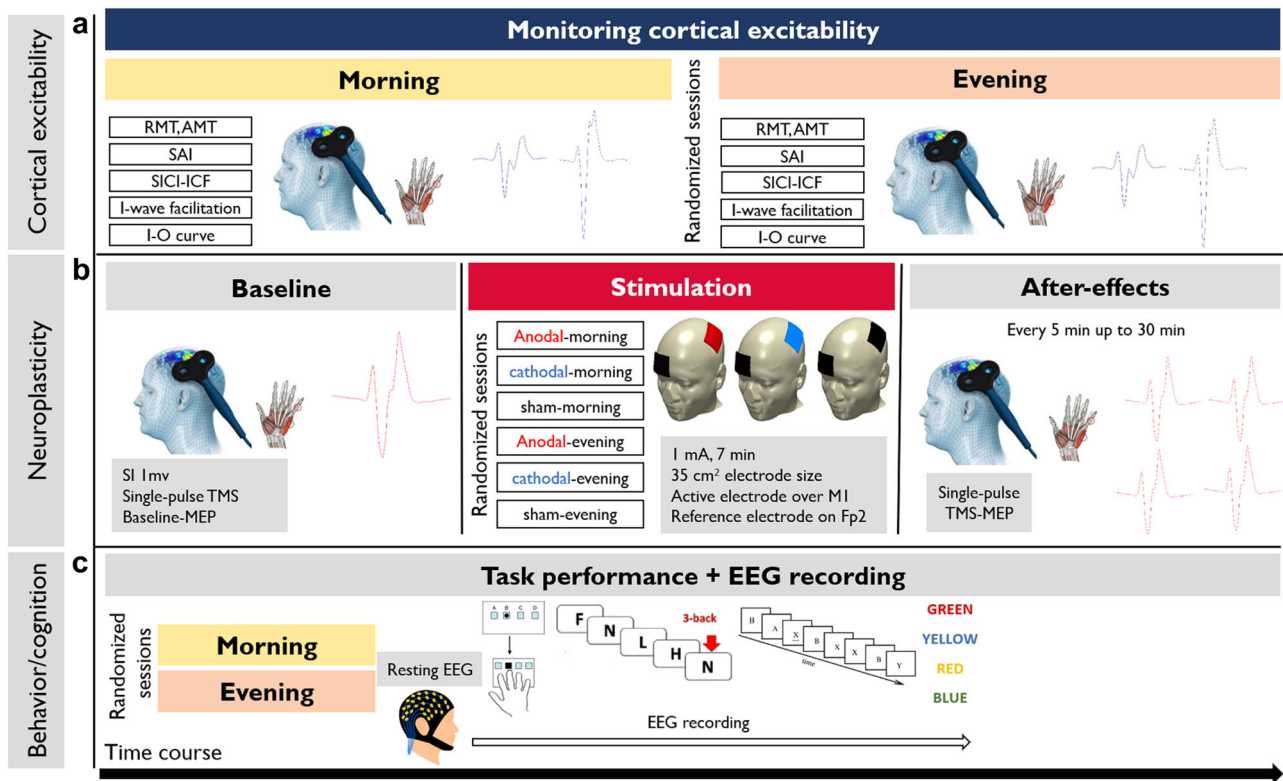 Cortical excitability
a
Monitoring cortical excitability
Morning
RMT, AMT
SAI
SICI-ICF
I-wave facilitation
I-O curve
Randomized sessions
Evening
RMT, AMT
SAI
SICI-ICF
I-wave facilitation
I-O curve
Neuroplasticity
b
Baseline
SI 1mv
Single-pulse TMS
Baseline-MEP
Stimulation
Randomized sessions
Anodal-morning
cathodal-morning
sham-morning
Anodal-evening
cathodal-evening
sham-evening
1 mA, 7 min
35 cm² electrode size
Active electrode over M1
Reference electrode on Fp2
After-effects
Every 5 min up to 30 min
Single-pulse
TMS-MEP
Behavior/cognition
c
Task performance + EEG recording
Randomized
sessions
Morning
Evening
Resting EEG
A B C D
F
N
L
H
N
3-back
B
A
X
B
X
X
B
Y
time
GREEN
YELLOW
RED
BLUE
EEG recording
Time course